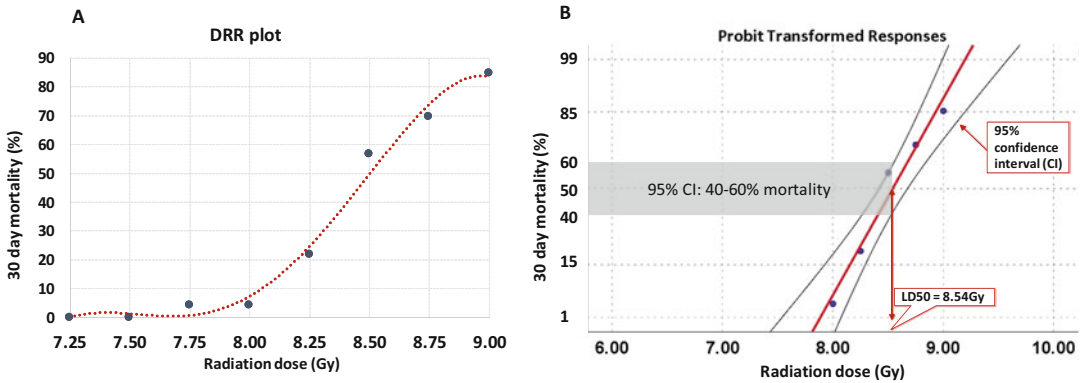 A
DRR plot
30 day mortality (%)
90
80
70
60
50
40
30
20
10
0
7.25 7.50 7.75 8.00 8.25 8.50 8.75 9.00
Radiation dose (Gy)
B
Probit Transformed Responses
30 day mortality (%)
99
85
60
50
40
15
1
95% CI: 40-60% mortality
95%
confidence
interval (CI)
LD50 = 8.54Gy
6.00 7.00 8.00 9.00 10.00
Radiation dose (Gy)